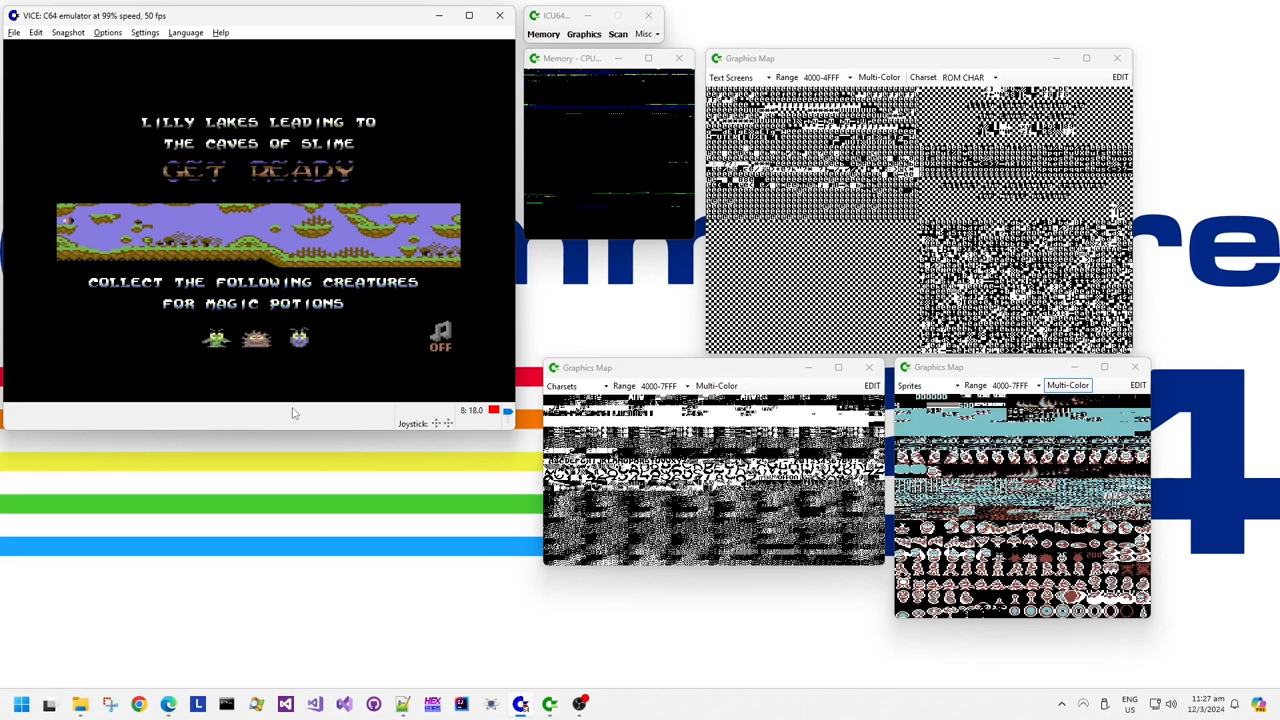 VICE: C64 emulator at 99% speed, 50 fps
File Edit Snapshot Options Settings Language Help
LILLY LAKES LEADING TO
THE CAVES OF SLIME
GET READY
COLLECT THE FOLLOWING CREATURES
FOR MAGIC POTIONS
OFF
8: 18.0
Joystick:
ICU64...
Memory Graphics Scan Misc
Memory - CPU...
Graphics Map
Text Screens Range 4000-4FFF Multi-Color Charset ROM CHAR EDIT
Graphics Map
Charsets Range 4000-7FFF Multi-Color EDIT
Graphics Map
Sprites Range 4000-7FFF Multi-Color EDIT
200
re
4
ENG
US
11:27 am
12/3/2024